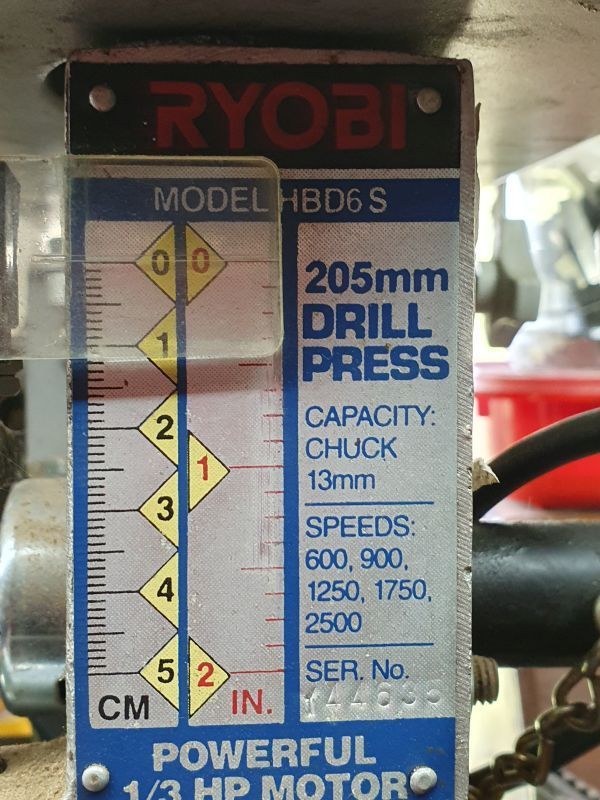 RYOBI
MODEL HBD6 S
0 0
1
2
1
3
4
5 2
CM IN.
205mm
DRILL
PRESS
CAPACITY:
CHUCK
13mm
SPEEDS:
600, 900,
1250, 1750,
2500
SER. No.
POWERFUL
1/3 HP MOTOR